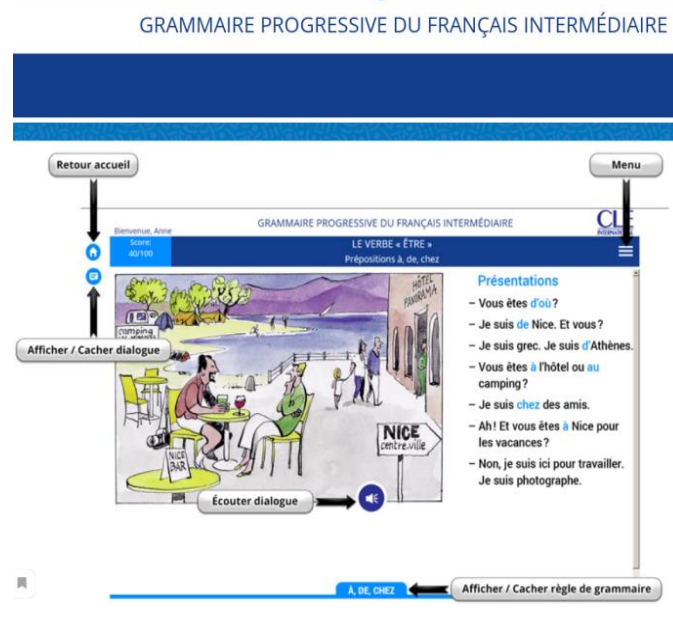 GRAMMAIRE PROGRESSIVE DU FRANÇAIS INTERMÉDIAIRE
Retour accueil
Menu
Bienvenue, Anne
GRAMMAIRE PROGRESSIVE DU FRANÇAIS INTERMÉDIAIRE
Score:
40/100
LE VERBE « ÊTRE »
Prépositions à, de, chez
HÔTEL
PANORAMA
camping
Afficher / Cacher dialogue
NICE
BAR
NICE
centre.ville
Écouter dialogue
Présentations
– Vous êtes d'où ?
– Je suis de Nice. Et vous ?
– Je suis grec. Je suis d'Athènes.
– Vous êtes à l'hôtel ou au
camping ?
– Je suis chez des amis.
– Ah ! Et vous êtes à Nice pour
les vacances ?
– Non, je suis ici pour travailler.
Je suis photographe.
À, DE, CHEZ
Afficher / Cacher règle de grammaire